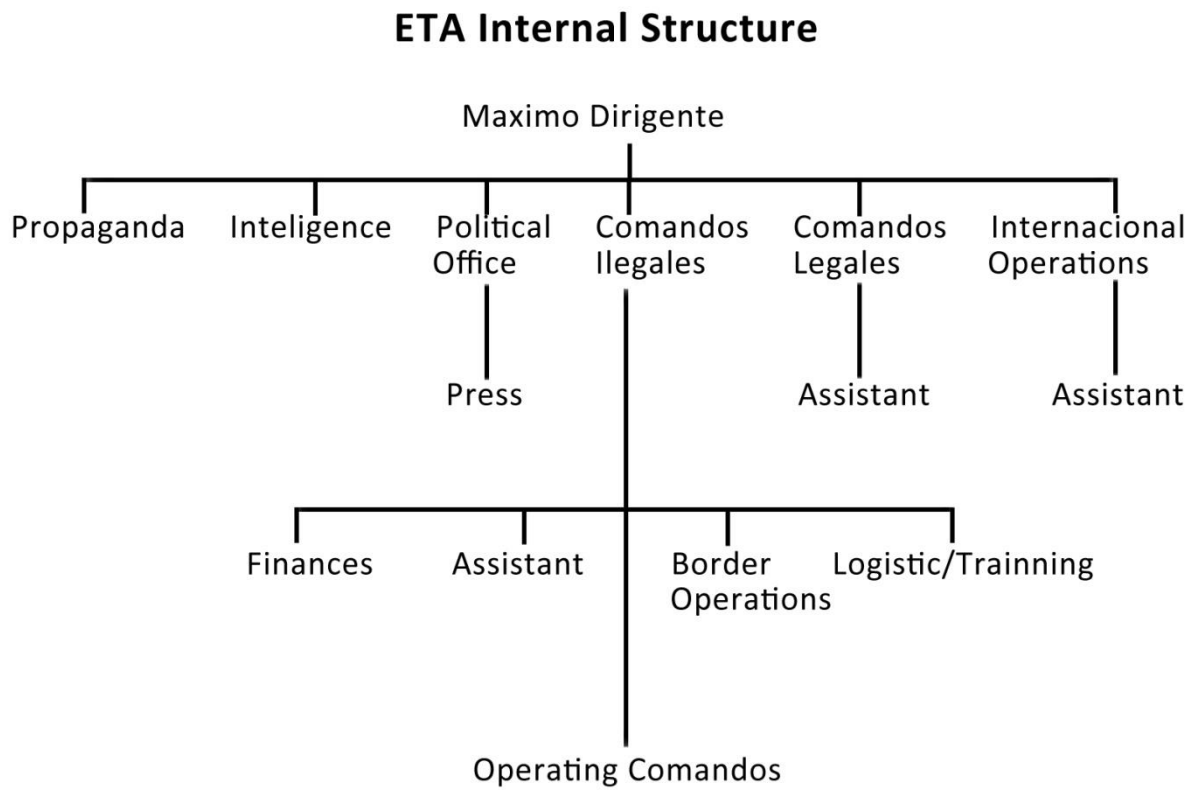 ETA Internal Structure
Maximo Dirigente
Propaganda
Inteligence
Political
Office
Comandos
Ilegales
Comandos
Legales
Internacional
Operations
Press
Assistant
Assistant
Finances
Assistant
Border
Operations
Logistic/Trainning
Operating Comandos